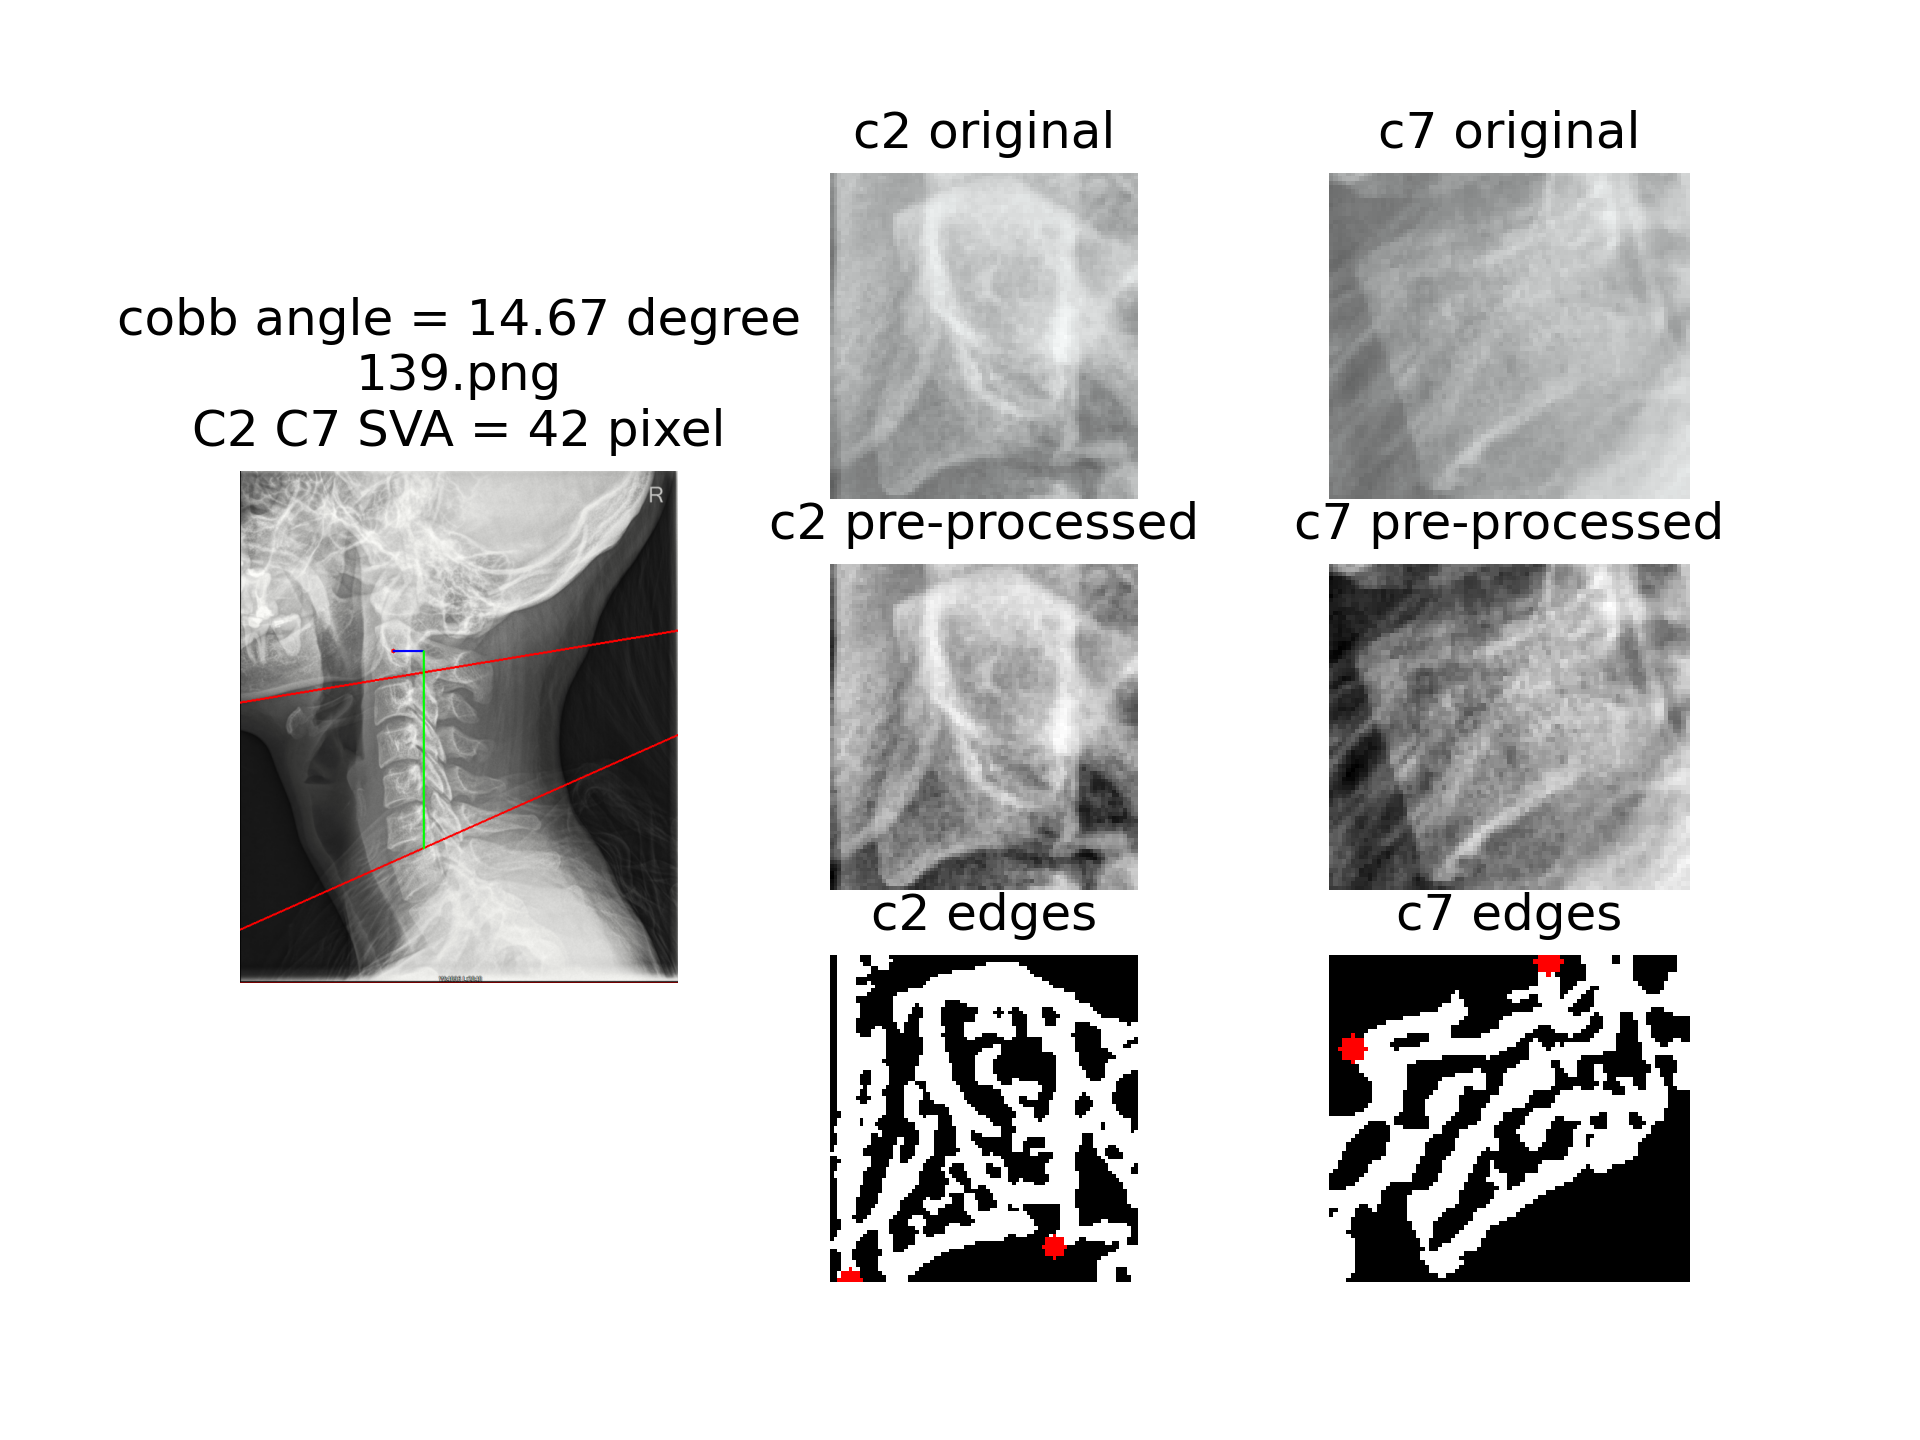 cobb angle = 14.67 degree
139.png
C2 C7 SVA = 42 pixel
R
c2 original
c7 original
c2 pre-processed
c7 pre-processed
c2 edges
c7 edges